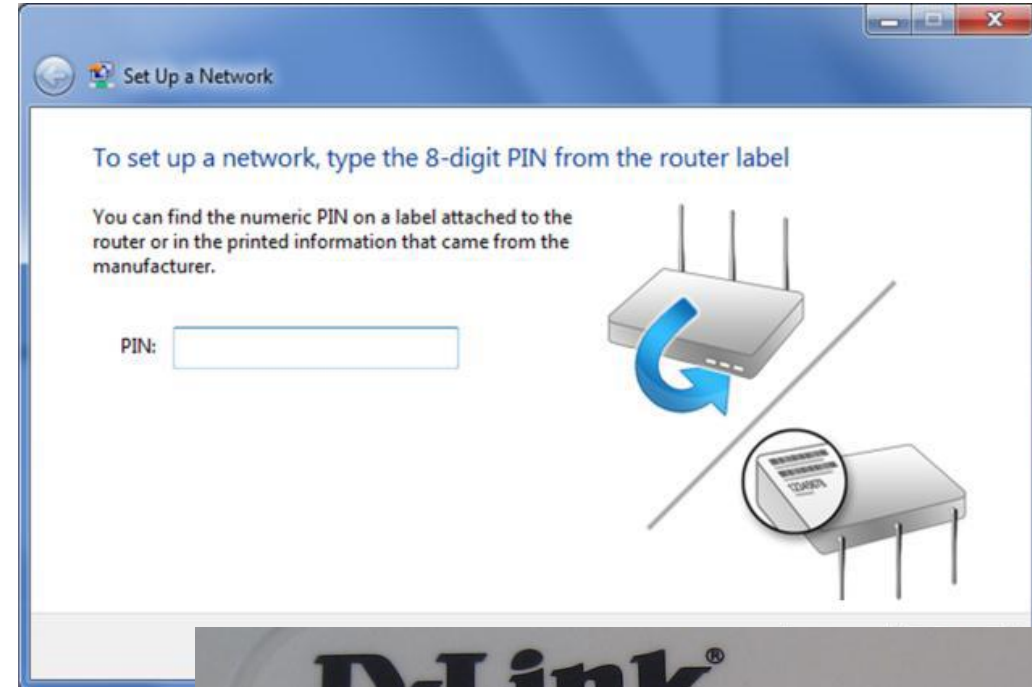 Set Up a Network
To set up a network, type the 8-digit PIN from the router label
You can find the numeric PIN on a label attached to the
router or in the printed information that came from the
manufacturer.
PIN:
12345678
D-Link®